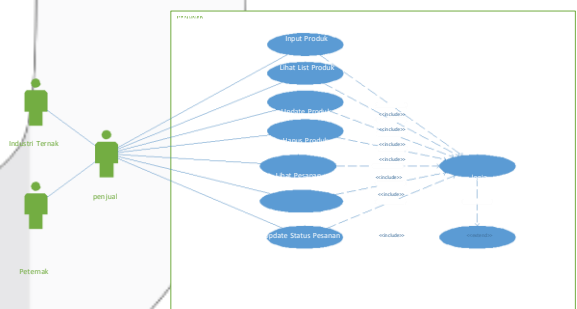 Input Produk
Lihat List Produk
Update Produk
Hapus Produk
Lihat Pesanan
Update Status Pesanan
Industri Ternak
penjual
Peternak
<<include>>
<<include>>
<<include>>
<<include>>
<<include>>
<<include>>
<<include>>